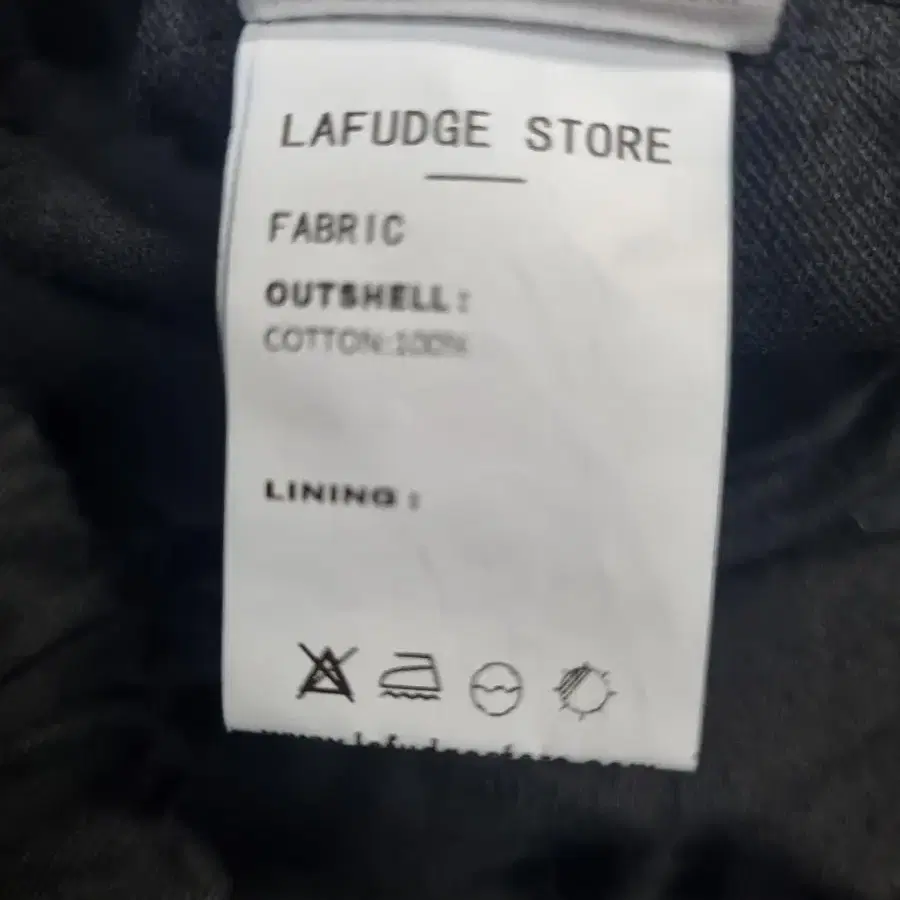 LAFUDGE STORE
FABRIC
OUTSHELL:
COTTON:100%
LINING: